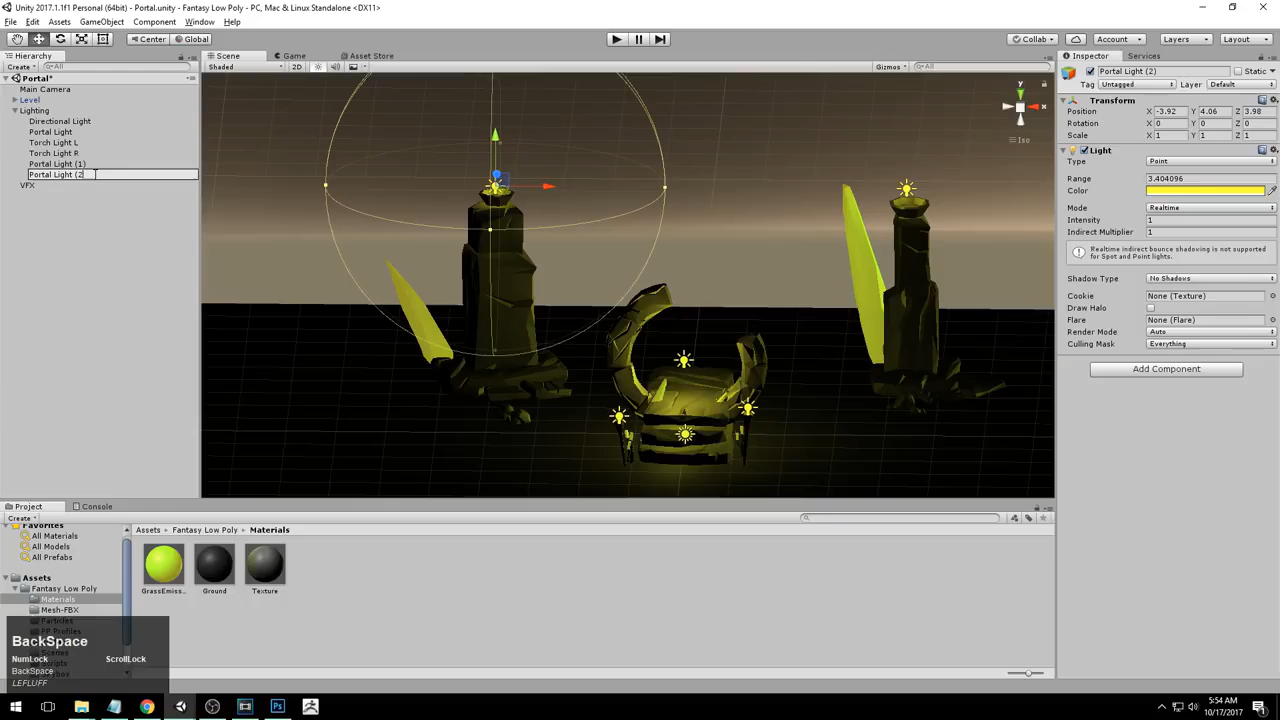 Unity 2017.1.1f1 Personal (64bit) - Portal.unity - Fantasy Low Poly - PC, Mac & Linux Standalone <DX11>
File Edit Assets GameObject Component Window Help
Center Global Collab Account Layers Layout
Hierarchy Scene Game Asset Store Inspector Services
Create All Shaded 2D Gizmos All
Portal Light (2) Static
Tag Untagged Layer Default
Portal*
Main Camera
Level
Lighting
Directional Light
Portal Light
Torch Light L
Torch Light R
Portal Light (1)
Portal Light (2
VFX
y
x
Iso
Transform
Position X -3.92 Y 4.06 Z 3.98
Rotation X 0 Y 0 Z 0
Scale X 1 Y 1 Z 1
Light
Type Point
Range 3.404096
Color
Mode Realtime
Intensity 1
Indirect Multiplier 1
Realtime indirect bounce shadowing is not supported
for Spot and Point lights.
Shadow Type No Shadows
Cookie None (Texture)
Draw Halo
Flare None (Flare)
Render Mode Auto
Culling Mask Everything
Add Component
Project Console
Create
Favorites
All Materials
All Models
All Prefabs
Assets
Fantasy Low Poly
Materials
Mesh-FBX
Particles
PP Profiles
Scenes
Scripts
Assets Fantasy Low Poly Materials
GrassEmiss... Ground Texture
BackSpace
NumLock ScrollLock
BackSpace
LEFLUFF
5:54 AM
10/17/2017